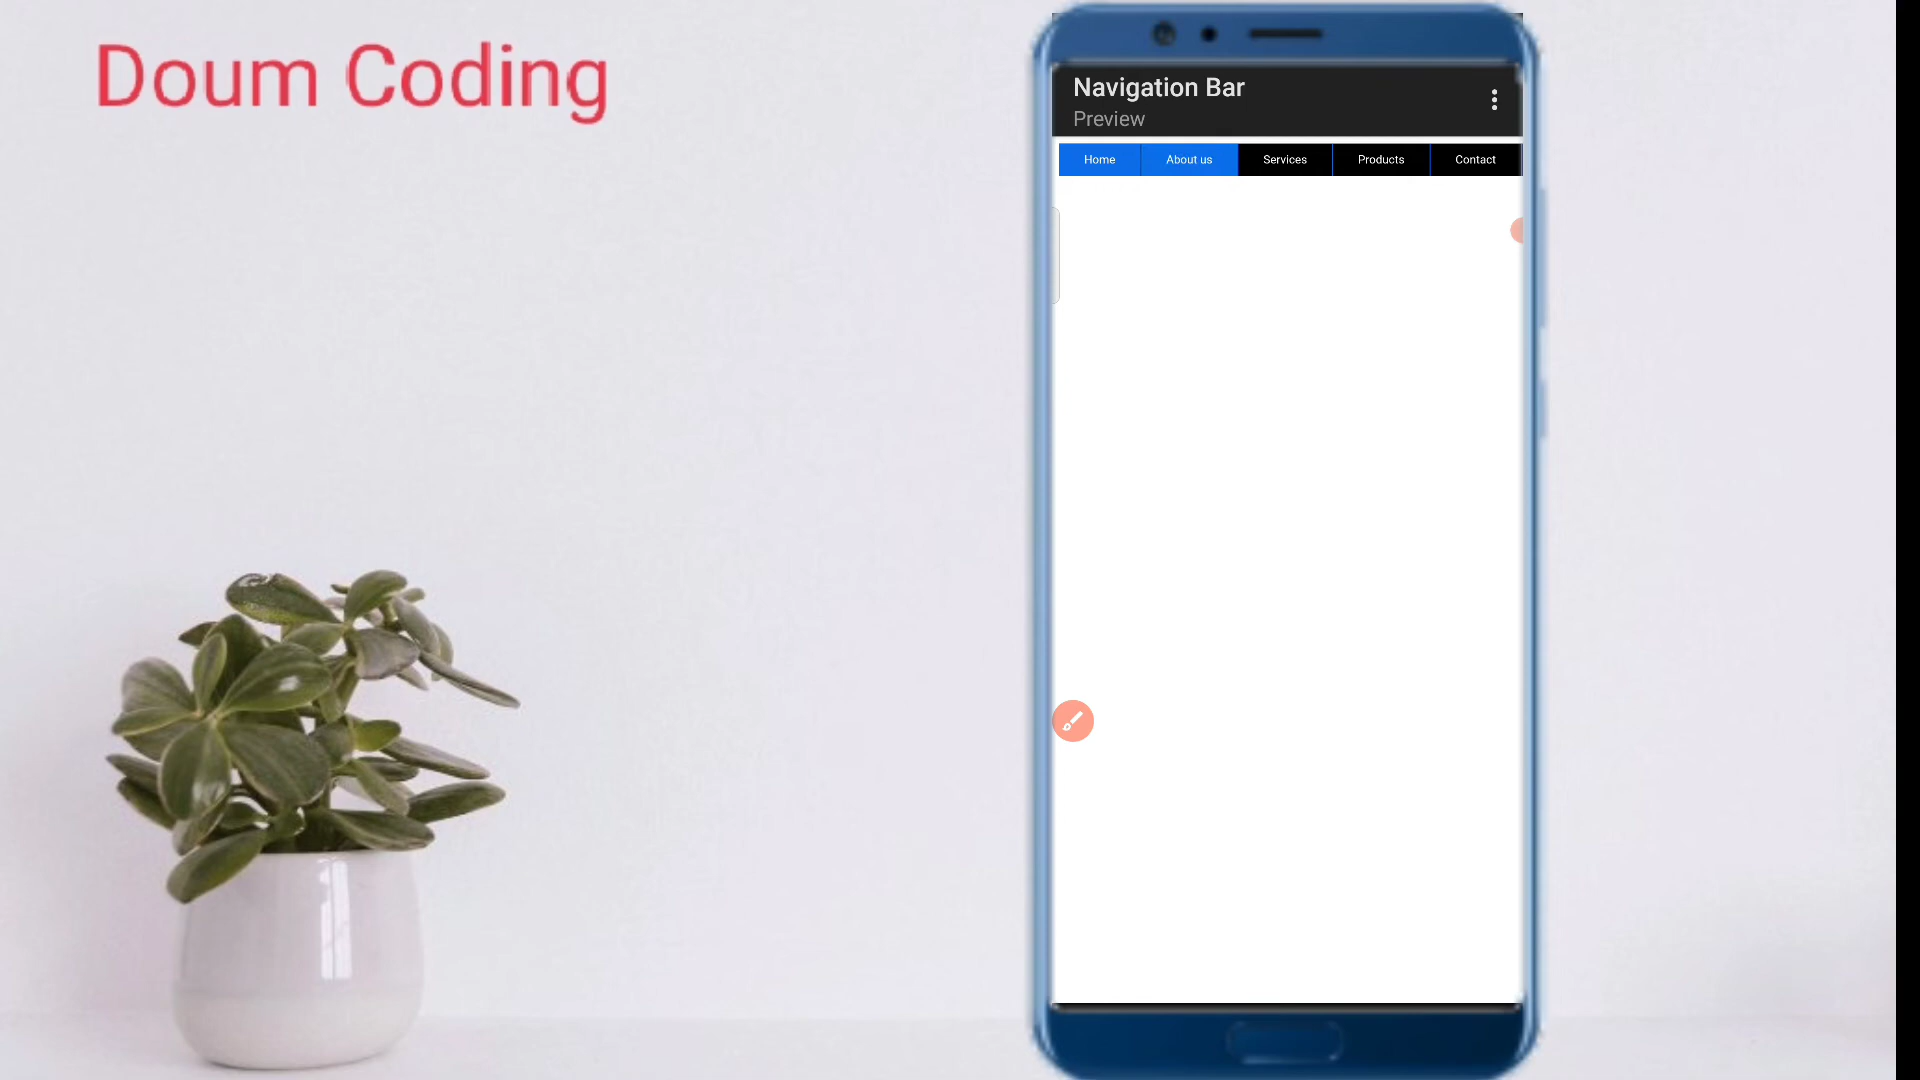 Doum Coding
Navigation Bar
Preview
Home About us Services Products Contact